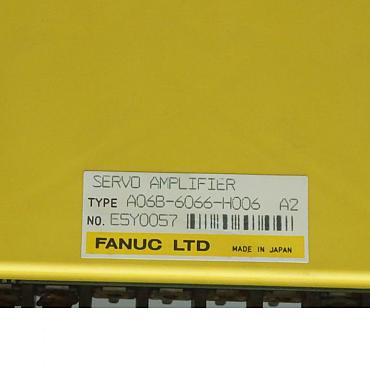 SERVO AMPLIFIER
TYPE A06B-6066-H006 A2
NO. E5Y0057
FANUC LTD MADE IN JAPAN